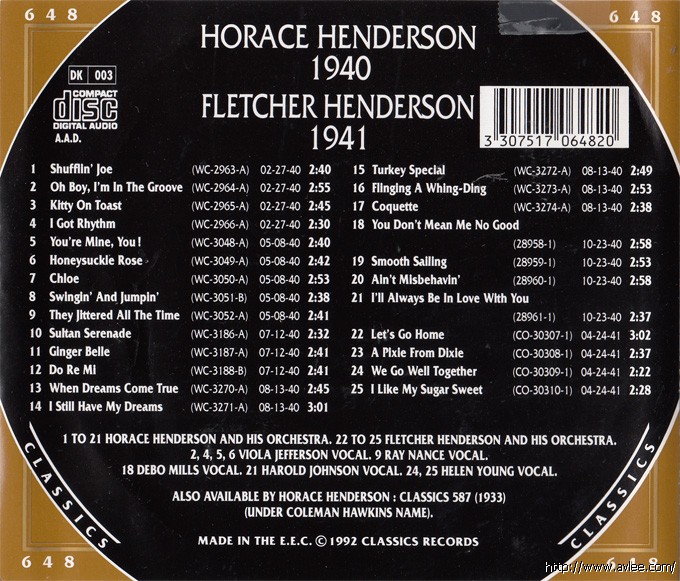 648
648
HORACE HENDERSON
1940
FLETCHER HENDERSON
1941
DK 003
COMPACT
disc
DIGITAL AUDIO
A.A.D.
3 307517 064820
1 Shufflin' Joe (WC-2963-A) 02-27-40 2:40
2 Oh Boy, I'm In The Groove (WC-2964-A) 02-27-40 2:55
3 Kitty On Toast (WC-2965-A) 02-27-40 2:45
4 I Got Rhythm (WC-2966-A) 02-27-40 2:30
5 You're Mine, You! (WC-3048-A) 05-08-40 2:40
6 Honeysuckle Rose (WC-3049-A) 05-08-40 2:42
7 Chloe (WC-3050-A) 05-08-40 2:53
8 Swingin' And Jumpin' (WC-3051-B) 05-08-40 2:38
9 They Jittered All The Time (WC-3052-A) 05-08-40 2:41
10 Sultan Serenade (WC-3186-A) 07-12-40 2:32
11 Ginger Belle (WC-3187-A) 07-12-40 2:41
12 Do Re Mi (WC-3188-B) 07-12-40 2:41
13 When Dreams Come True (WC-3270-A) 08-13-40 2:45
14 I Still Have My Dreams (WC-3271-A) 08-13-40 3:01
15 Turkey Special (WC-3272-A) 08-13-40 2:49
16 Flinging A Whing-Ding (WC-3273-A) 08-13-40 2:53
17 Coquette (WC-3274-A) 08-13-40 2:38
18 You Don't Mean Me No Good
(28958-1) 10-23-40 2:58
19 Smooth Sailing (28959-1) 10-23-40 2:53
20 Ain't Misbehavin' (28960-1) 10-23-40 2:58
21 I'll Always Be In Love With You
(28961-1) 10-23-40 2:37
22 Let's Go Home (CO-30307-1) 04-24-41 3:02
23 A Pixie From Dixie (CO-30308-1) 04-24-41 2:37
24 We Go Well Together (CO-30309-1) 04-24-41 2:22
25 I Like My Sugar Sweet (CO-30310-1) 04-24-41 2:28
1 TO 21 HORACE HENDERSON AND HIS ORCHESTRA. 22 TO 25 FLETCHER HENDERSON AND HIS ORCHESTRA.
2, 4, 5, 6 VIOLA JEFFERSON VOCAL. 9 RAY NANCE VOCAL.
18 DEBO MILLS VOCAL. 21 HAROLD JOHNSON VOCAL. 24, 25 HELEN YOUNG VOCAL.
ALSO AVAILABLE BY HORACE HENDERSON : CLASSICS 587 (1933)
(UNDER COLEMAN HAWKINS NAME).
MADE IN THE E.E.C. © 1992 CLASSICS RECORDS
CLASSICS
CLASSICS
648
648
http://www.avlee.com/